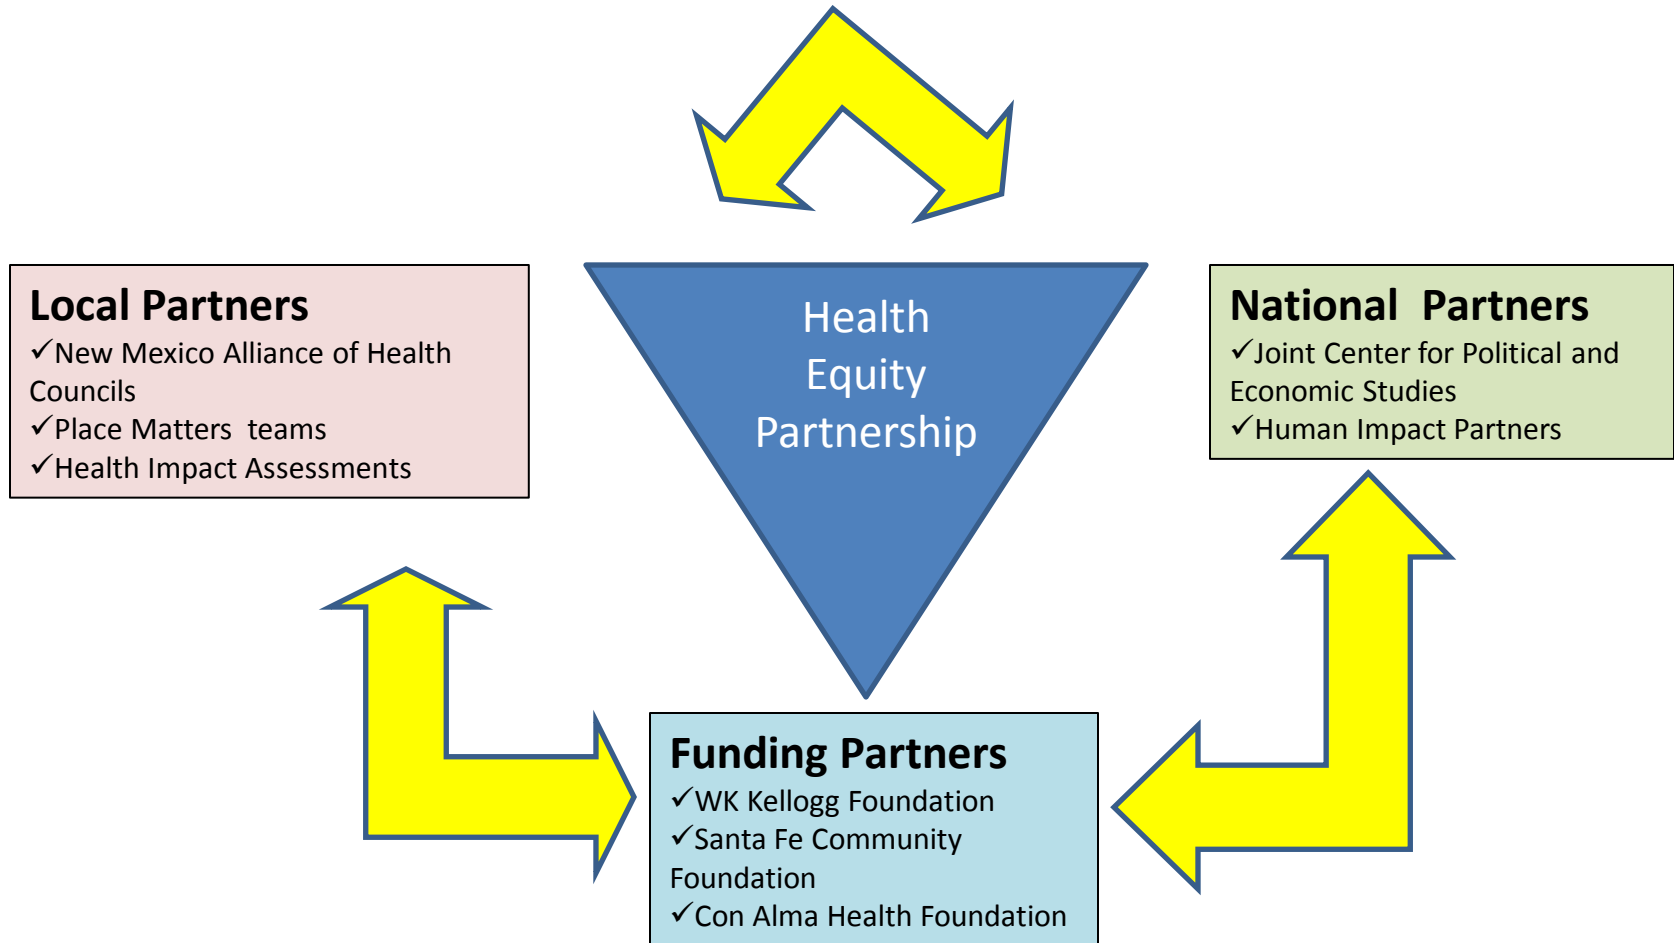 Local Partners
✓New Mexico Alliance of Health
Councils
✓Place Matters  teams
✓Health Impact Assessments
Health
Equity
Partnership
National  Partners
✓Joint Center for Political and
Economic Studies
✓Human Impact Partners
Funding Partners
✓WK Kellogg Foundation
✓Santa Fe Community
Foundation
✓Con Alma Health Foundation